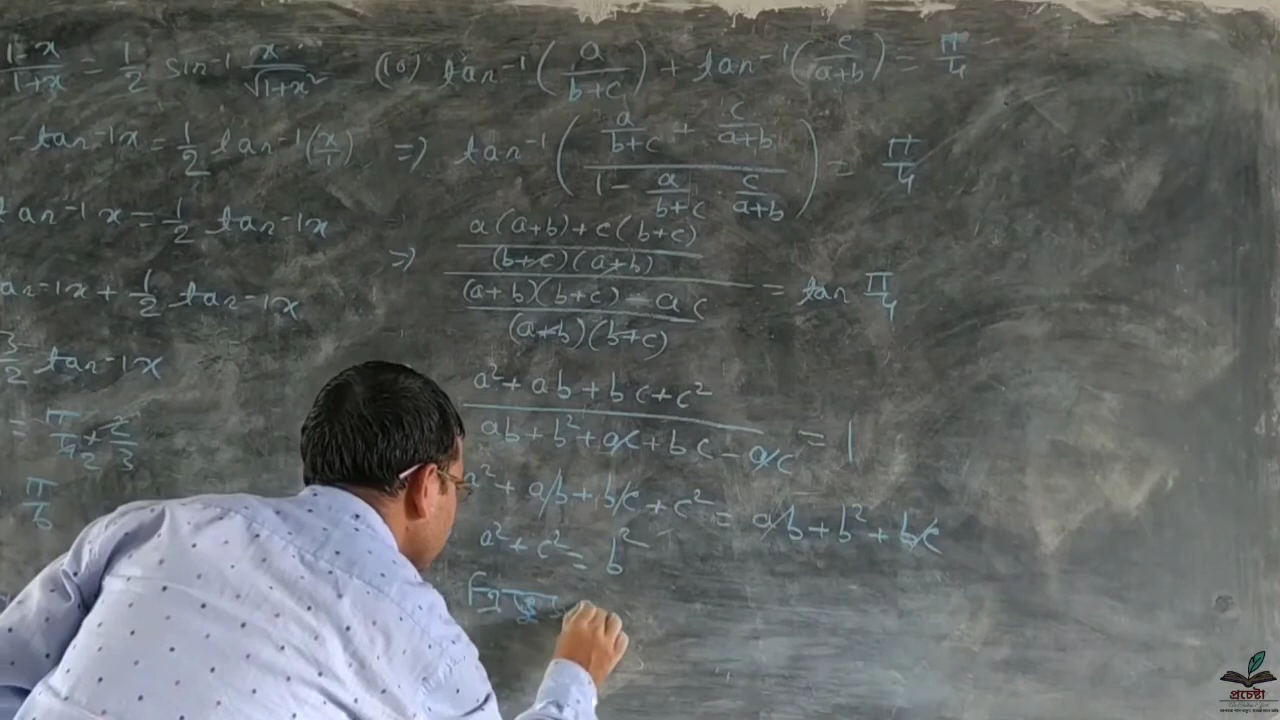 1-x/1+x = 1/2 sin⁻¹ x/√1+x²
- tan⁻¹x = 1/2 tan⁻¹(x/1)
tan⁻¹x = 1/2 tan⁻¹x
tan⁻¹x + 1/2 tan⁻¹x
3/2 tan⁻¹x
π/6
(10) tan⁻¹(a/b+c) + tan⁻¹(c/a+b) = π/4
=> tan⁻¹((a/b+c + c/a+b)/(1 - a/b+c c/a+b)) = π/4
=> (a(a+b)+c(b+c)/(b+c)(a+b))/((a+b)(b+c)-ac/(a+b)(b+c)) = tan π/4
a²+ab+bc+c²/ab+b²+ac+bc-ac = 1
a²+ab+bc+c² = ab+b²+bc
a²+c² = b²
ত্রিভুজ
প্রচেষ্টা